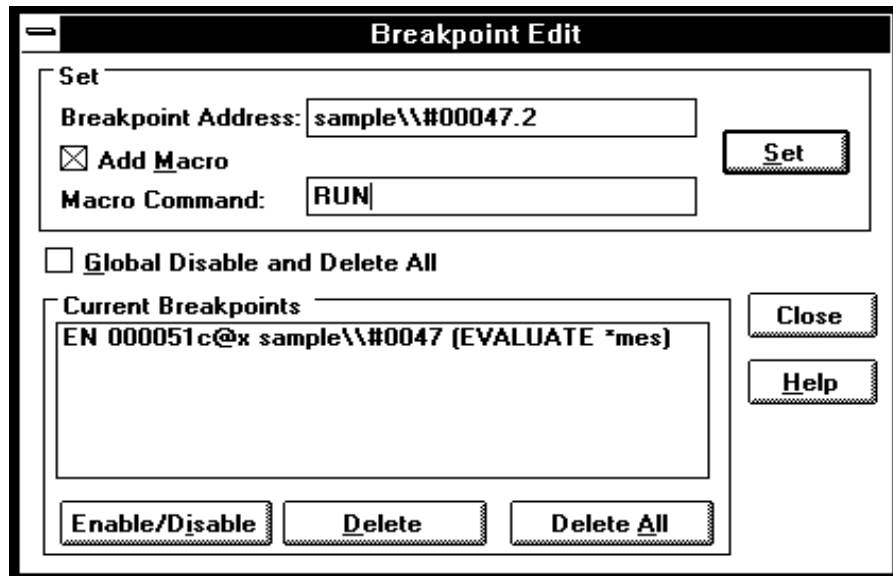 Breakpoint Edit
Set
Breakpoint Address: sample\\#00047.2
Add Macro
Set
Macro Command: RUN
Global Disable and Delete All
Current Breakpoints
EN 000051c@x sample\\#0047 (EVALUATE *mes)
Close
Help
Enable/Disable Delete Delete All